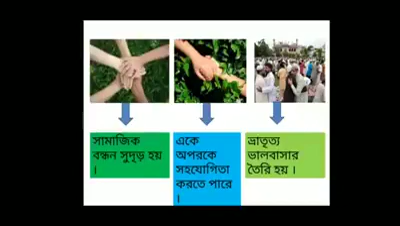 সামাজিক
বন্ধন সুদৃঢ় হয়
।
একে
অপরকে
সহযোগিতা
করতে পারে
।
ভ্রাতৃত্য
ভালবাসার
তৈরি হয় ।